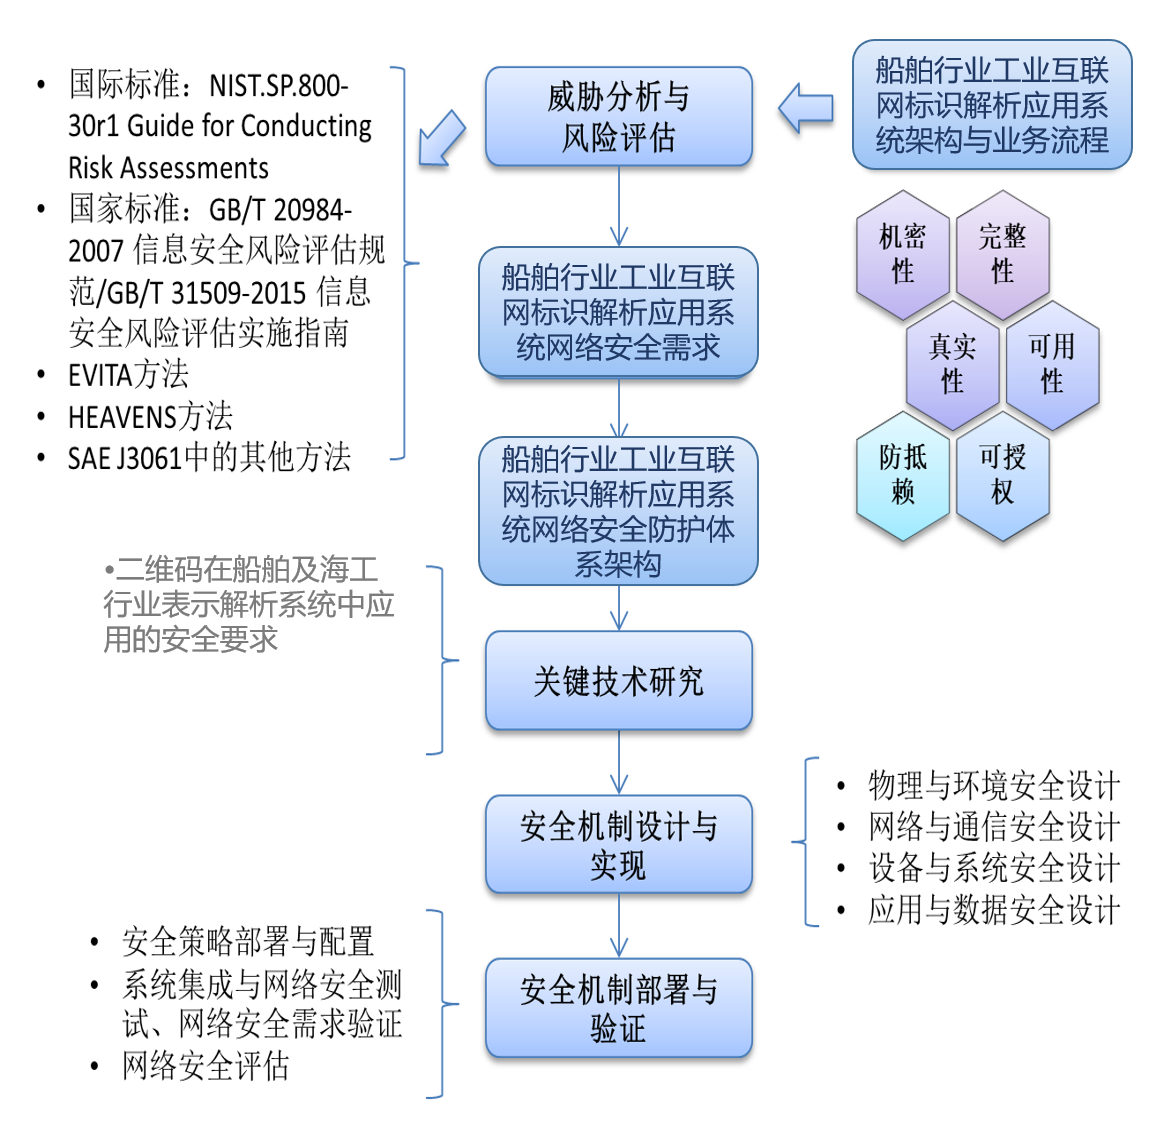 • 国际标准：NIST.SP.800-
30r1 Guide for Conducting
Risk Assessments
• 国家标准：GB/T 20984-
2007 信息安全风险评估规
范/GB/T 31509-2015 信息
安全风险评估实施指南
• EVITA方法
• HEAVENS方法
• SAE J3061中的其他方法
威胁分析与
风险评估
船舶行业工业互联
网标识解析应用系
统架构与业务流程
船舶行业工业互联
网标识解析应用系
统网络安全需求
机密
性
完整
性
真实
性
可用
性
防抵
赖
可授
权
船舶行业工业互联
网标识解析应用系
统网络安全防护体
系架构
•二维码在船舶及海工
行业表示解析系统中应
用的安全要求
关键技术研究
安全机制设计与
实现
• 物理与环境安全设计
• 网络与通信安全设计
• 设备与系统安全设计
• 应用与数据安全设计
• 安全策略部署与配置
• 系统集成与网络安全测
试、网络安全需求验证
• 网络安全评估
安全机制部署与
验证